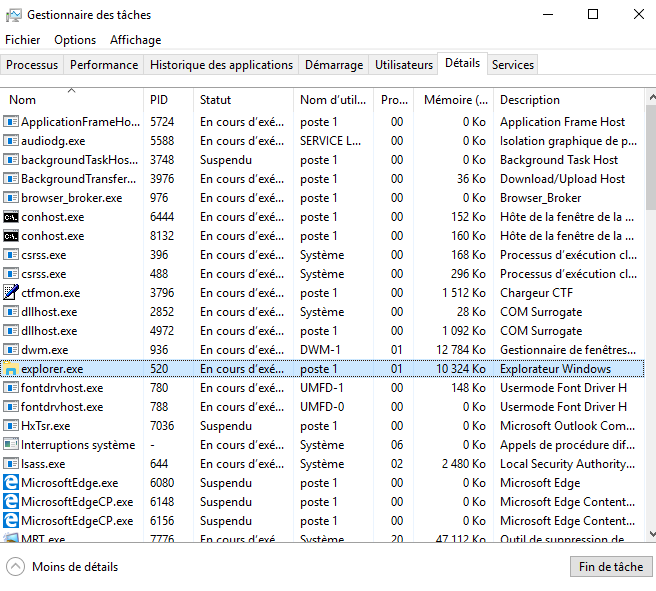 Gestionnaire des tâches
Fichier Options Affichage
Processus Performance Historique des applications Démarrage Utilisateurs Détails Services
Nom PID Statut Nom d'util... Pro... Mémoire (... Description
ApplicationFrameHo... 5724 En cours d'exé... poste 1 00 0 Ko Application Frame Host
audiodg.exe 5588 En cours d'exé... SERVICE L... 00 0 Ko Isolation graphique de p...
backgroundTaskHos... 3748 Suspendu poste 1 00 0 Ko Background Task Host
BackgroundTransfer... 3976 En cours d'exé... poste 1 00 36 Ko Download/Upload Host
browser_broker.exe 976 En cours d'exé... poste 1 00 0 Ko Browser_Broker
conhost.exe 6444 En cours d'exé... poste 1 00 152 Ko Hôte de la fenêtre de la ...
conhost.exe 8132 En cours d'exé... poste 1 00 160 Ko Hôte de la fenêtre de la ...
csrss.exe 396 En cours d'exé... Système 00 168 Ko Processus d'exécution cl...
csrss.exe 488 En cours d'exé... Système 00 296 Ko Processus d'exécution cl...
ctfmon.exe 3796 En cours d'exé... poste 1 00 1 512 Ko Chargeur CTF
dllhost.exe 2852 En cours d'exé... Système 00 28 Ko COM Surrogate
dllhost.exe 4972 En cours d'exé... poste 1 00 1 092 Ko COM Surrogate
dwm.exe 936 En cours d'exé... DWM-1 01 12 784 Ko Gestionnaire de fenêtres...
explorer.exe 520 En cours d'exé... poste 1 01 10 324 Ko Explorateur Windows
fontdrvhost.exe 780 En cours d'exé... UMFD-1 00 148 Ko Usermode Font Driver H
fontdrvhost.exe 788 En cours d'exé... UMFD-0 00 0 Ko Usermode Font Driver H
HxTsr.exe 7036 Suspendu poste 1 00 0 Ko Microsoft Outlook Com...
Interruptions système - En cours d'exé... Système 06 0 Ko Appels de procédure dif...
lsass.exe 644 En cours d'exé... Système 02 2 480 Ko Local Security Authority...
MicrosoftEdge.exe 6080 Suspendu poste 1 00 0 Ko Microsoft Edge
MicrosoftEdgeCP.exe 6148 Suspendu poste 1 00 0 Ko Microsoft Edge Content...
MicrosoftEdgeCP.exe 6156 Suspendu poste 1 00 0 Ko Microsoft Edge Content...
MRT.exe 7776 En cours d'exé... Système 20 47 112 Ko Outil de suppression de...
Moins de détails Fin de tâche